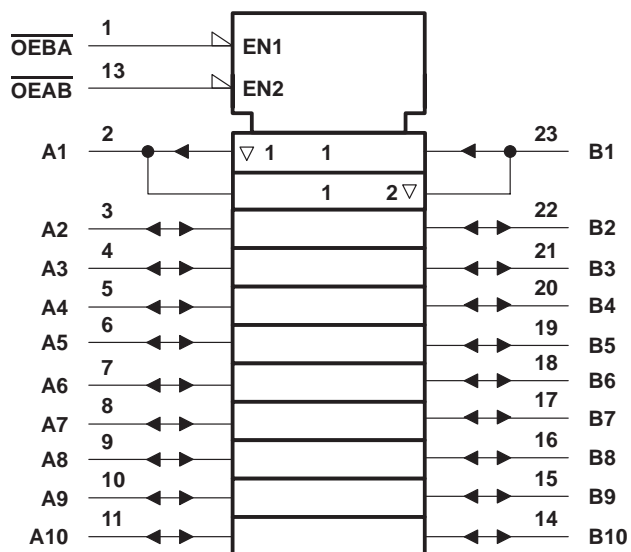 OEBA 1 EN1
OEAB 13 EN2
A1 2 ▽ 1 1 23 B1
1 2 ▽
A2 3 22 B2
A3 4 21 B3
A4 5 20 B4
A5 6 19 B5
A6 7 18 B6
A7 8 17 B7
A8 9 16 B8
A9 10 15 B9
A10 11 14 B10